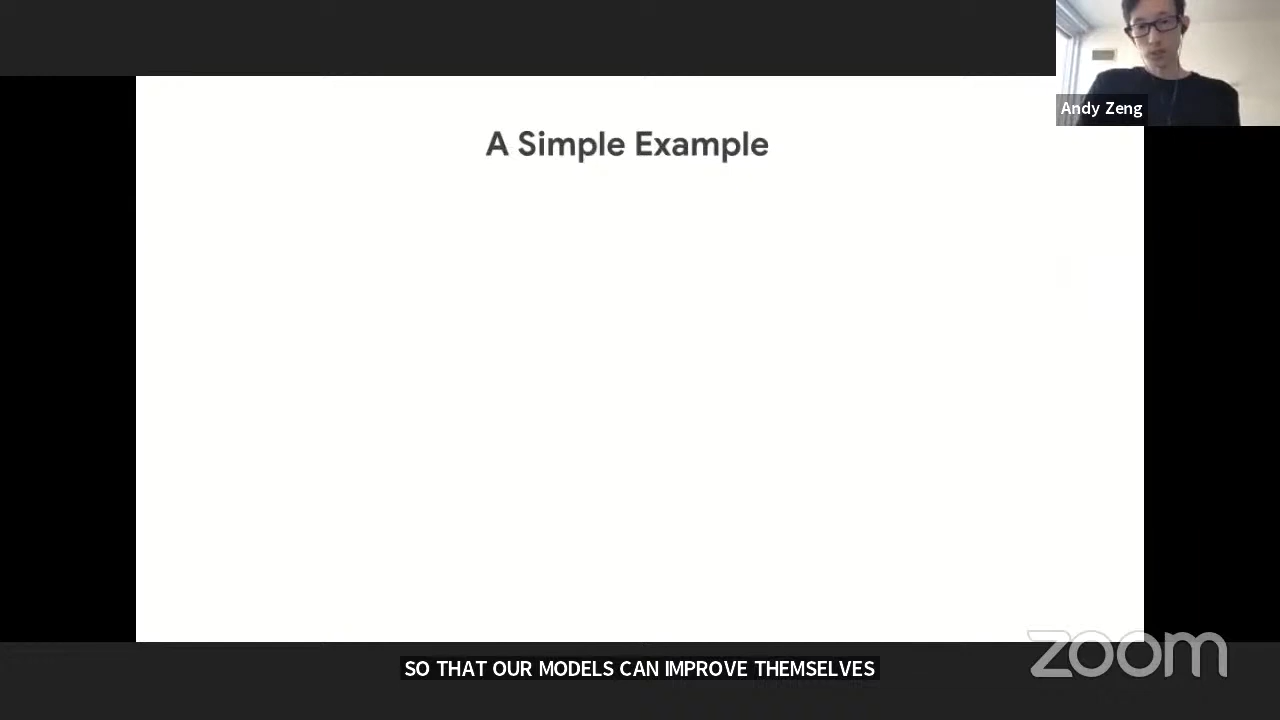 Andy Zeng
A Simple Example
SO THAT OUR MODELS CAN IMPROVE THEMSELVES
zoom